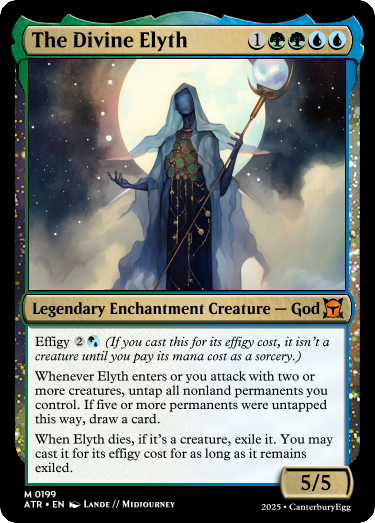 The Divine Elyth 1
Legendary Enchantment Creature — God
Effigy 2 (If you cast this for its effigy cost, it isn't a
creature until you pay its mana cost as a sorcery.)
Whenever Elyth enters or you attack with two or
more creatures, untap all nonland permanents you
control. If five or more permanents were untapped
this way, draw a card.
When Elyth dies, if it's a creature, exile it. You may
cast it for its effigy cost for as long as it remains
exiled.
5/5
M 0199
ATR • EN Lande // Midjourney
2025 • CanterburyEgg